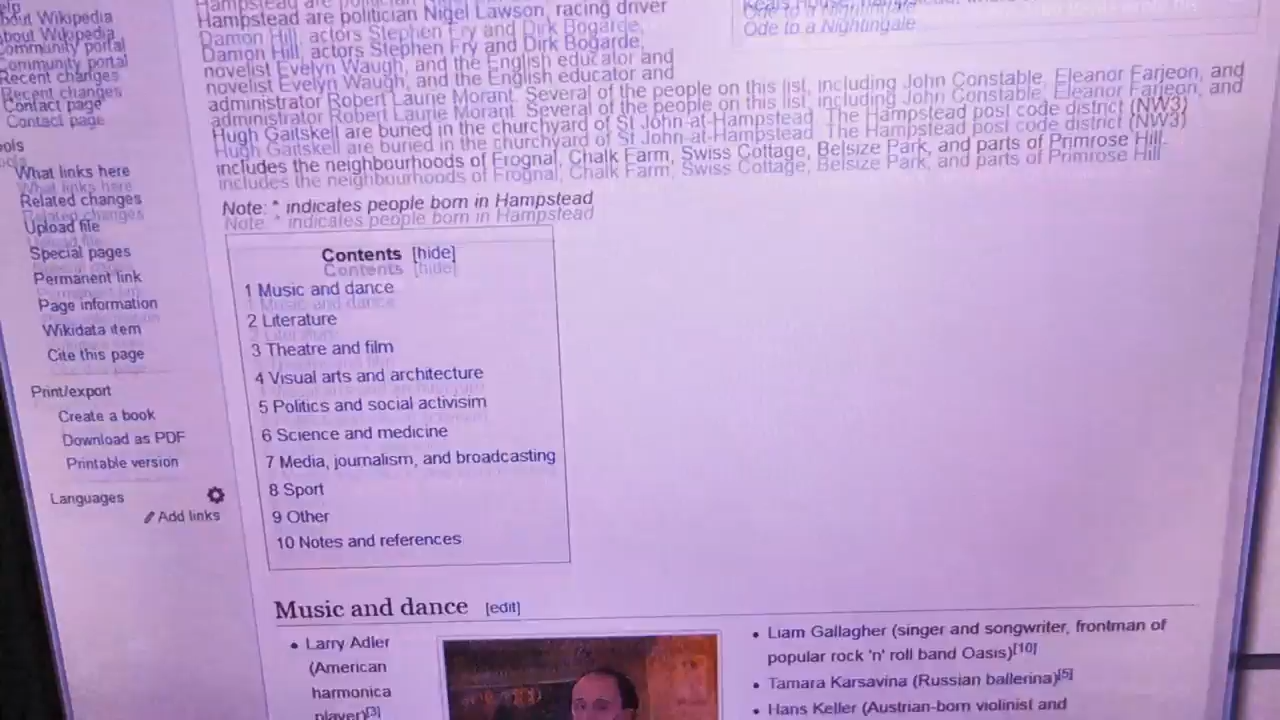 About Wikipedia
Community portal
Recent changes
Contact page
What links here
Related changes
Upload file
Special pages
Permanent link
Page information
Wikidata item
Cite this page
Print/export
Create a book
Download as PDF
Printable version
Languages
Add links
Hampstead are politician Nigel Lawson, racing driver
Damon Hill, actors Stephen Fry and Dirk Bogarde,
novelist Evelyn Waugh, and the English educator and
administrator Robert Laurie Morant. Several of the people on this list, including John Constable, Eleanor Farjeon, and
Hugh Gaitskell are buried in the churchyard of St John-at-Hampstead. The Hampstead post code district (NW3)
includes the neighbourhoods of Frognal, Chalk Farm, Swiss Cottage, Belsize Park, and parts of Primrose Hill.
Ode to a Nightingale
Note: * indicates people born in Hampstead
Contents [hide]
1 Music and dance
2 Literature
3 Theatre and film
4 Visual arts and architecture
5 Politics and social activisim
6 Science and medicine
7 Media, journalism, and broadcasting
8 Sport
9 Other
10 Notes and references
Music and dance [edit]
• Larry Adler
(American
harmonica
player)[3]
• Liam Gallagher (singer and songwriter, frontman of
popular rock 'n' roll band Oasis)[10]
• Tamara Karsavina (Russian ballerina)[5]
• Hans Keller (Austrian-born violinist and